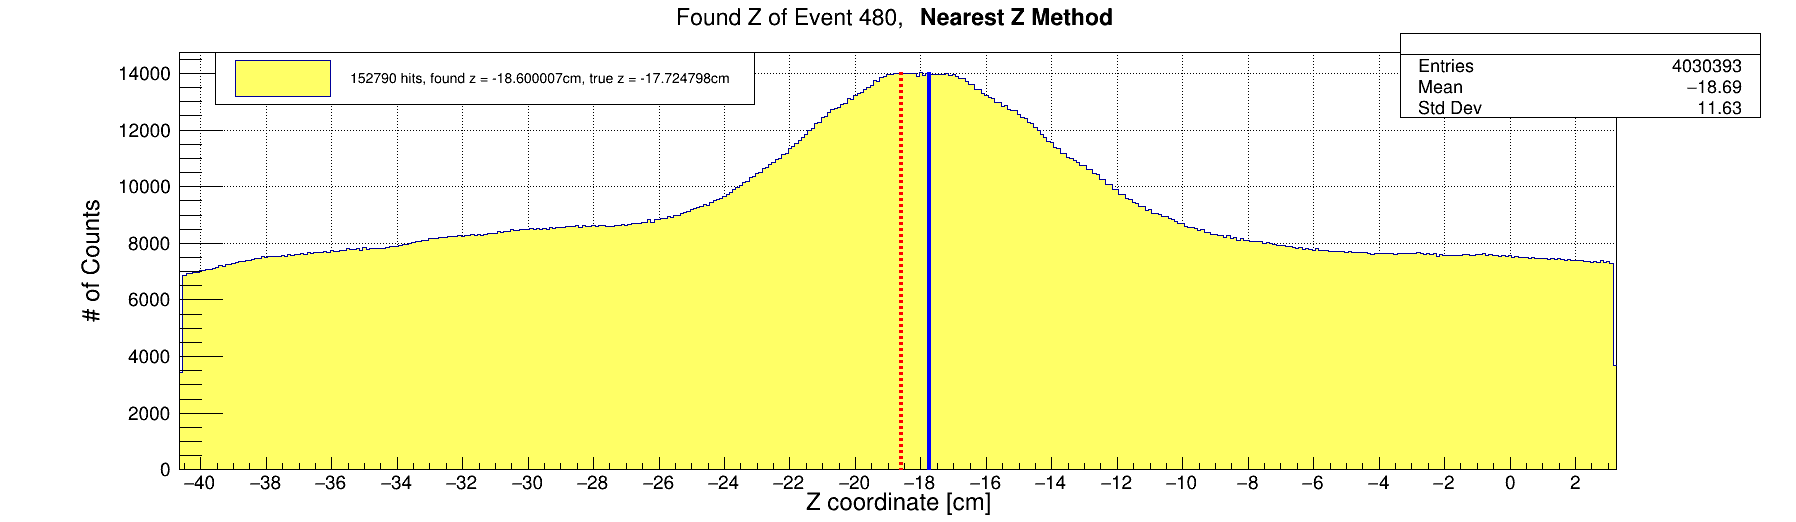 Found Z of Event 480, Nearest Z Method
152790 hits, found z = -18.600007cm, true z = -17.724798cm
Entries 4030393
Mean −18.69
Std Dev 11.63
# of Counts
14000
12000
10000
8000
6000
4000
2000
0
−40 −38 −36 −34 −32 −30 −28 −26 −24 −22 −20 −18 −16 −14 −12 −10 −8 −6 −4 −2 0 2
Z coordinate [cm]